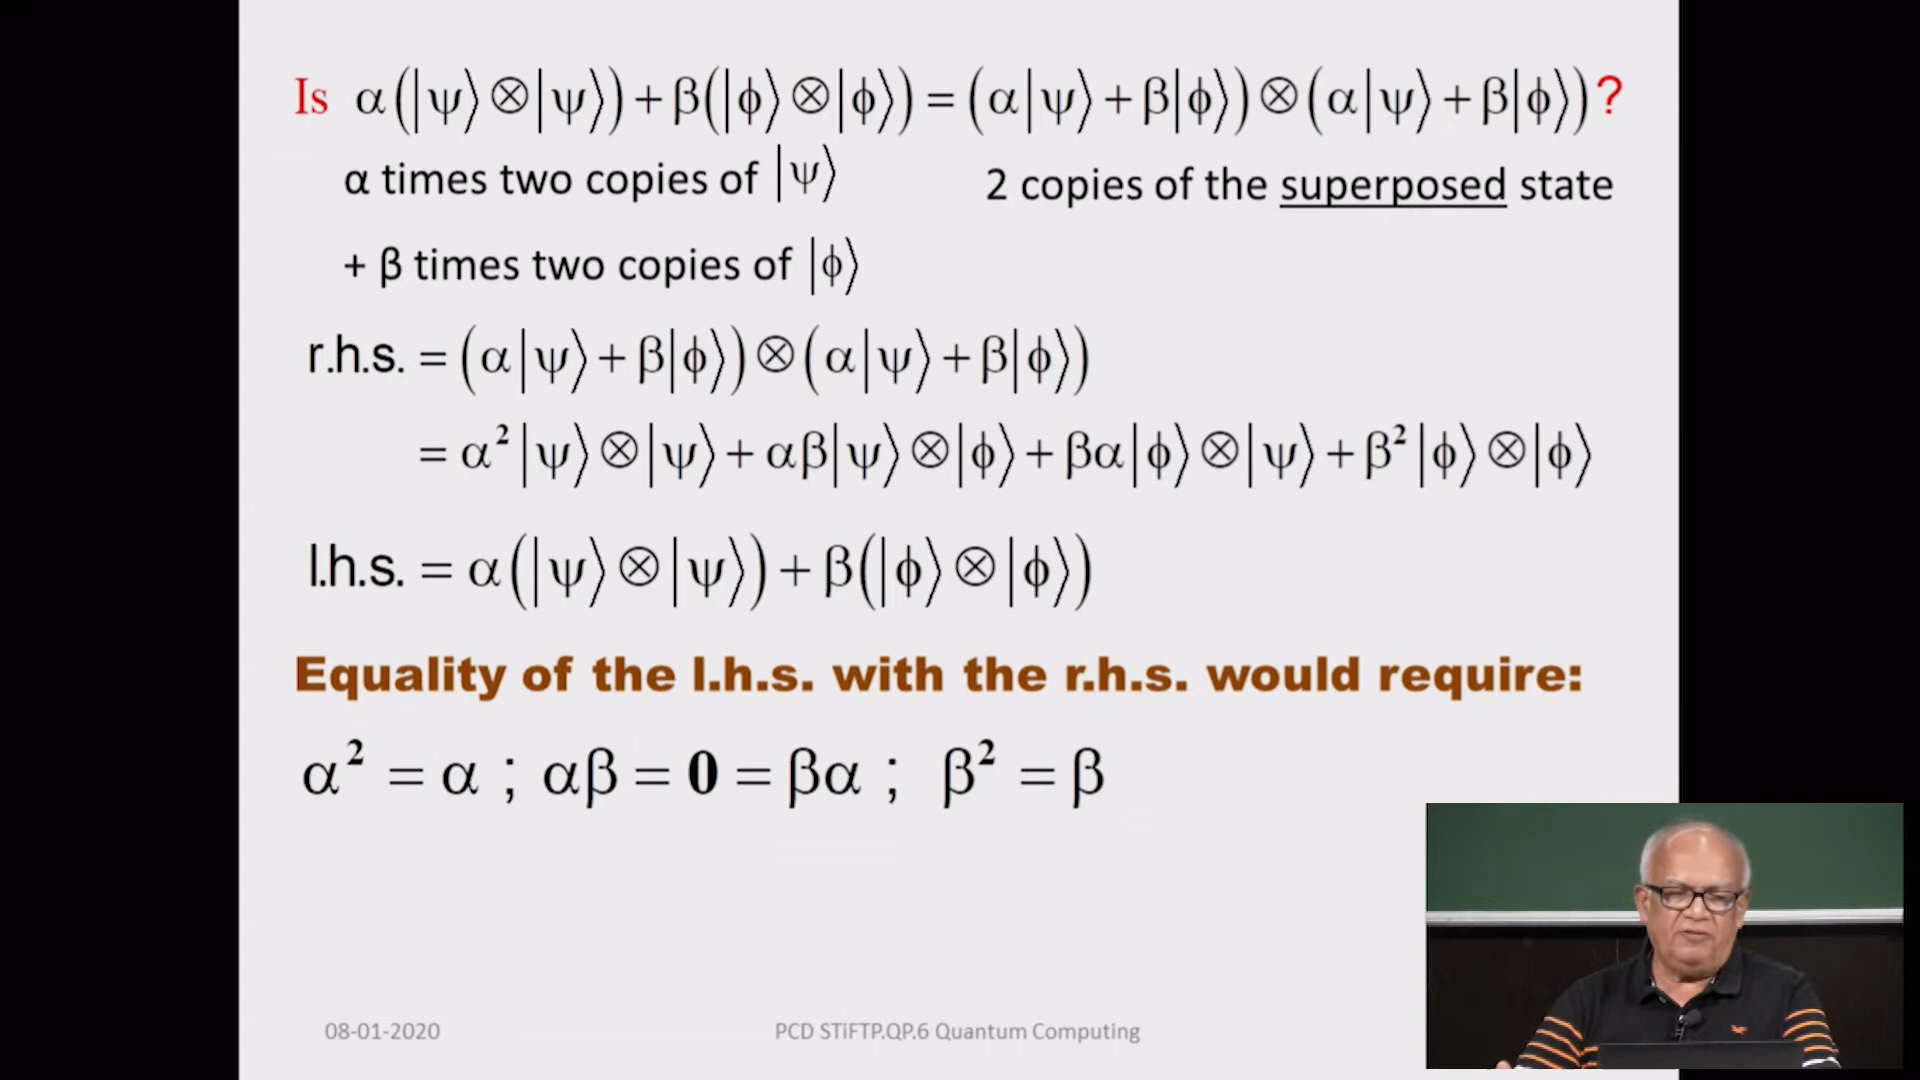 Is α(|ψ⟩⊗|ψ⟩)+β(|ϕ⟩⊗|ϕ⟩)=(α|ψ⟩+β|ϕ⟩)⊗(α|ψ⟩+β|ϕ⟩)?
α times two copies of |ψ⟩
2 copies of the superposed state
+ β times two copies of |ϕ⟩
r.h.s. =(α|ψ⟩+β|ϕ⟩)⊗(α|ψ⟩+β|ϕ⟩)
=α²|ψ⟩⊗|ψ⟩+αβ|ψ⟩⊗|ϕ⟩+βα|ϕ⟩⊗|ψ⟩+β²|ϕ⟩⊗|ϕ⟩
l.h.s. =α(|ψ⟩⊗|ψ⟩)+β(|ϕ⟩⊗|ϕ⟩)
Equality of the l.h.s. with the r.h.s. would require:
α² = α ; αβ = 0 = βα ; β² = β
08-01-2020
PCD STiFTP.QP.6 Quantum Computing